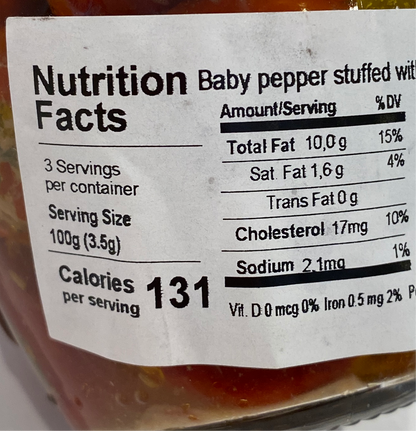 Nutrition
Facts
3 Servings
per container
Serving Size
100g (3.5g)
Calories
per serving
131
Baby pepper stuffed
Amount/Serving %DV
Total Fat 10,0g 15%
Sat Fat 1,6g 4%
Trans Fat 0g
Cholesterol 17mg 10%
Sodium 2,1mg 1%
Vit. D 0 mcg 0% Iron 0.5 mg 2%